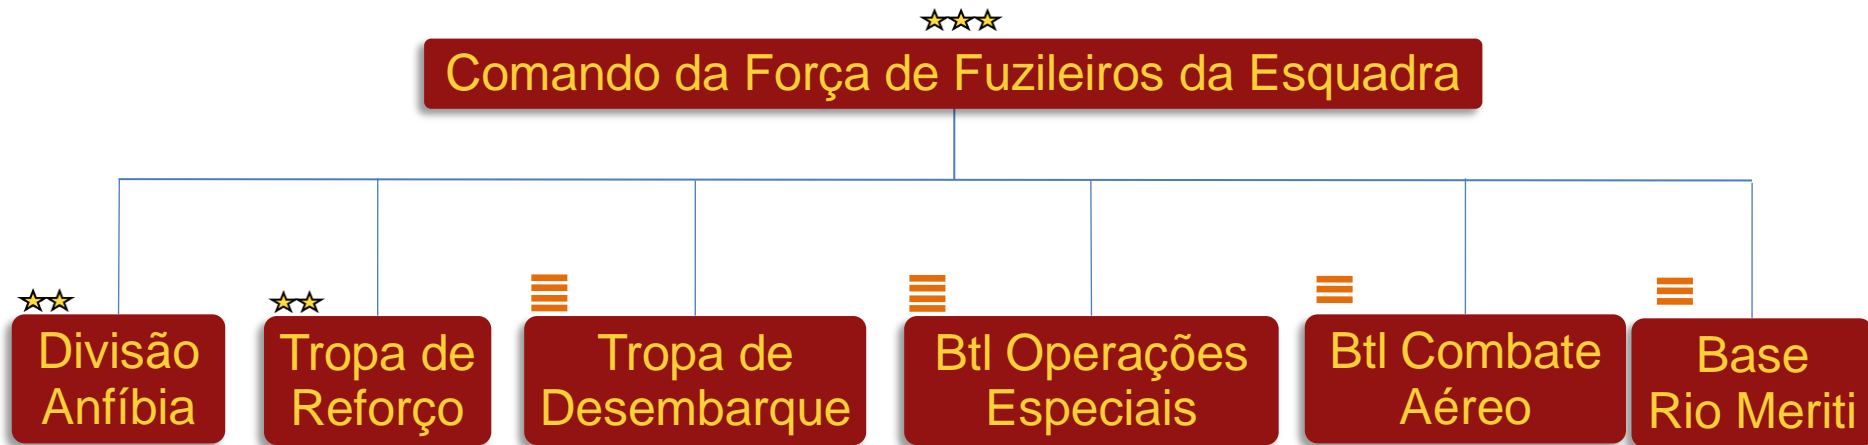 Comando da Força de Fuzileiros da Esquadra
Divisão
Anfíbia
Tropa de
Reforço
Tropa de
Desembarque
Btl Operações
Especiais
Btl Combate
Aéreo
Base
Rio Meriti